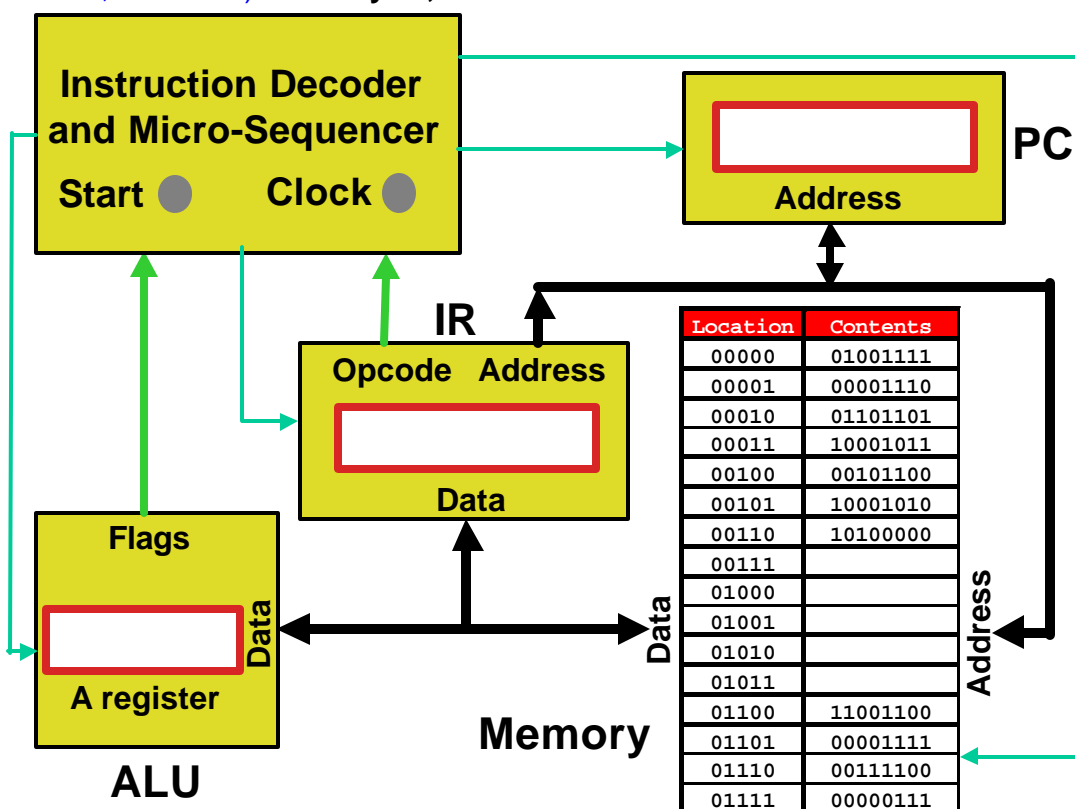 Instruction Decoder
and Micro-Sequencer
Start Clock
PC
Address
IR
Opcode Address
Data
Flags
Data
A register
ALU
Memory
Data
Address
Location Contents
00000 01001111
00001 00001110
00010 01101101
00011 10001011
00100 00101100
00101 10001010
00110 10100000
00111
01000
01001
01010
01011
01100 11001100
01101 00001111
01110 00111100
01111 00000111